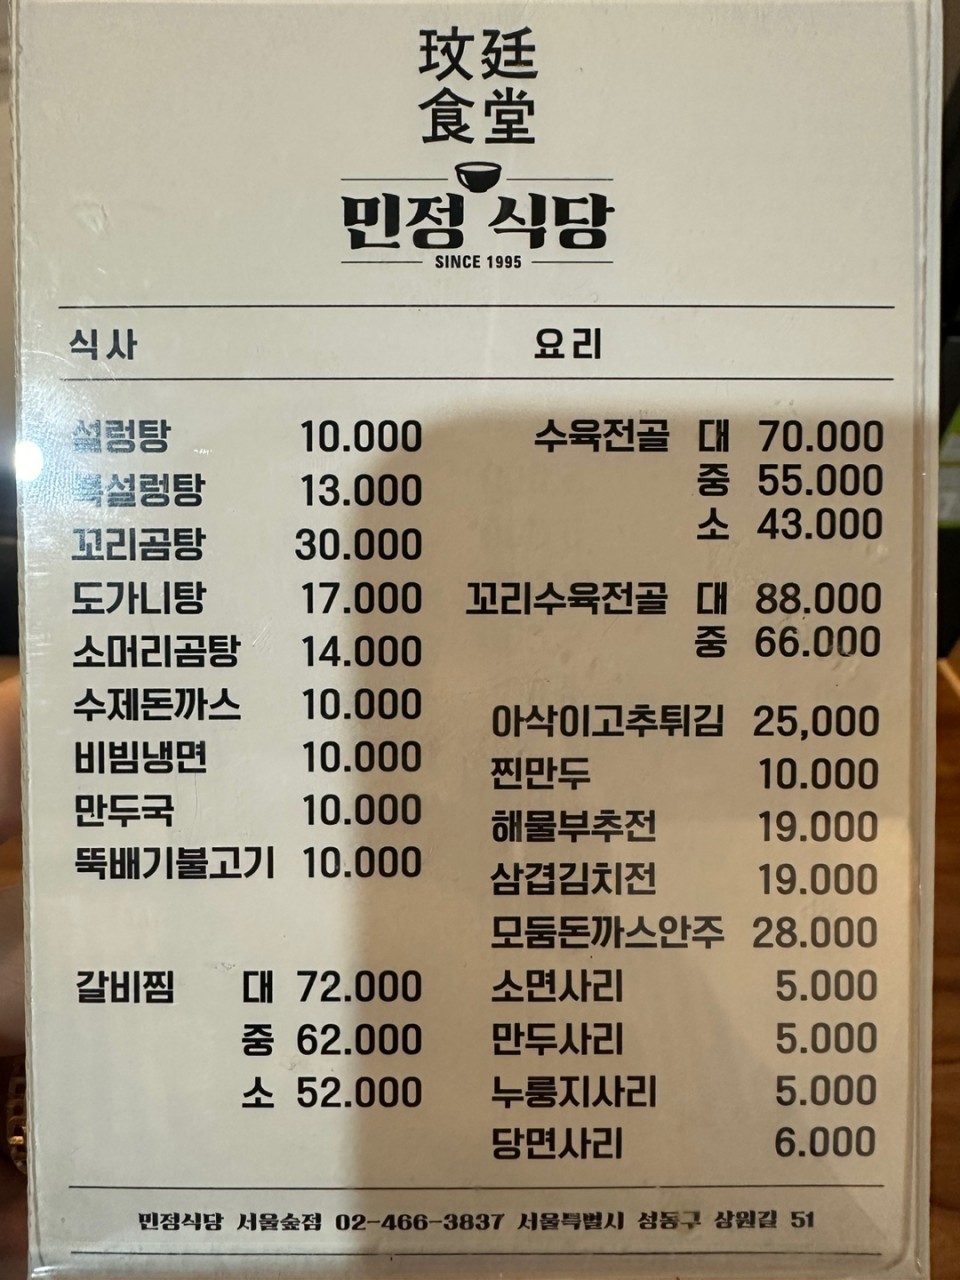 玟廷
食堂
민정 식당
SINCE 1995
식사
설렁탕 10.000
특설렁탕 13.000
꼬리곰탕 30.000
도가니탕 17.000
소머리곰탕 14.000
수제돈까스 10.000
비빔냉면 10.000
만두국 10.000
뚝배기불고기 10.000
갈비찜 대 72.000
중 62.000
소 52.000
요리
수육전골 대 70.000
중 55.000
소 43.000
꼬리수육전골 대 88.000
중 66.000
아삭이고추튀김 25,000
찐만두 10.000
해물부추전 19.000
삼겹김치전 19.000
모둠돈까스안주 28.000
소면사리 5.000
만두사리 5.000
누룽지사리 5.000
당면사리 6.000
민정식당 서울숲점 02-466-3837 서울특별시 성동구 상원길 51